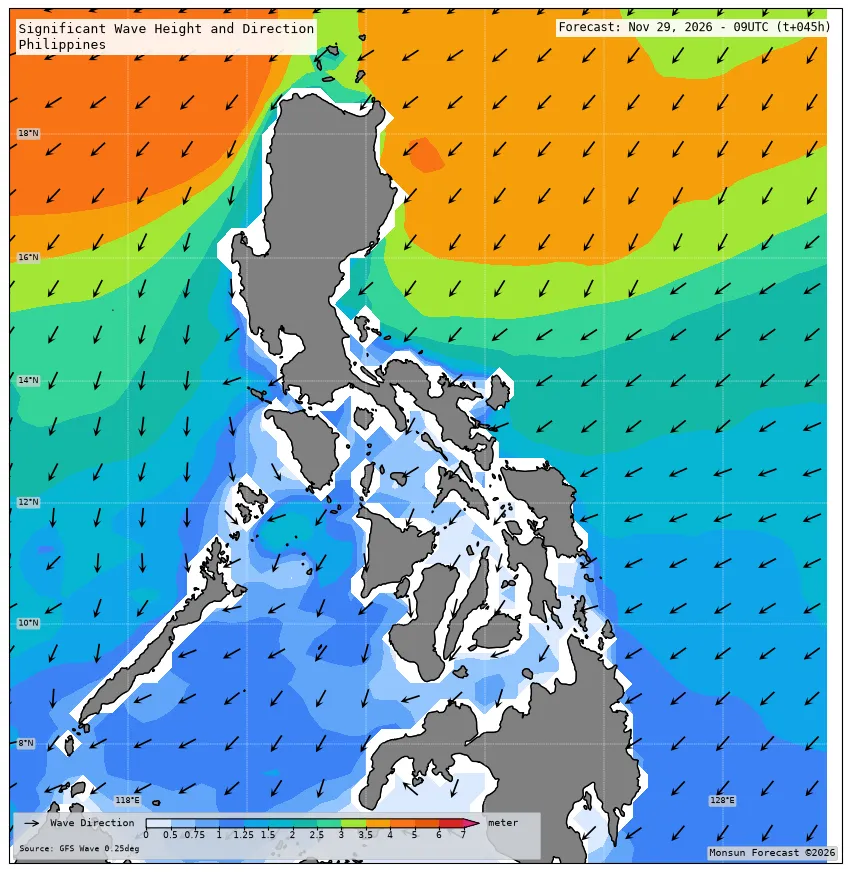 Significant Wave Height and Direction
Philippines
Forecast: Nov 29, 2026 - 09UTC (t+045h)
18°N
16°N
14°N
12°N
10°N
8°N
118°E
128°E
Wave Direction
0 0.5 0.75 1 1.25 1.5 2 2.5 3 3.5 4 5 6 7
meter
Source: GFS Wave 0.25deg
Monsun Forecast ©2026